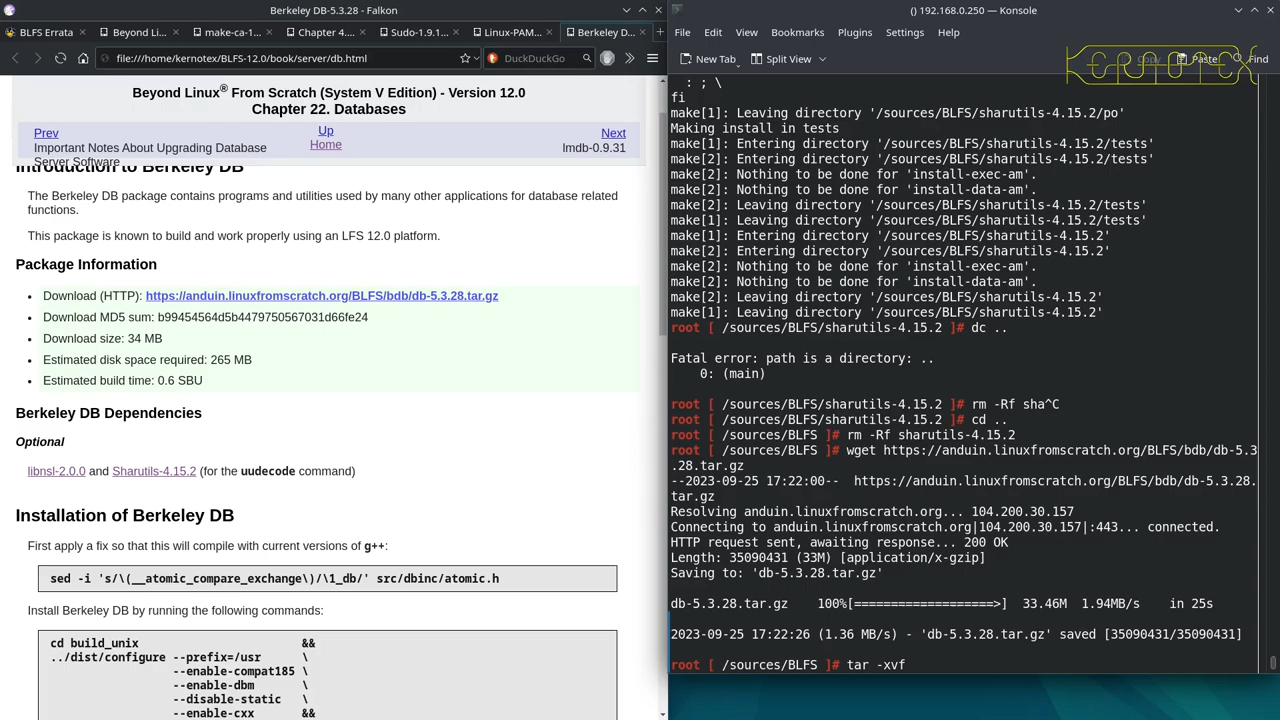 Berkeley DB-5.3.28 - Falkon
BLFS Errata
Beyond Li...
make-ca-1...
Chapter 4....
Sudo-1.9.1...
Linux-PAM...
Berkeley D...
file:///home/kernotex/BLFS-12.0/book/server/db.html
DuckDuckGo
Beyond Linux® From Scratch (System V Edition) - Version 12.0
Chapter 22. Databases
Prev
Up
Next
Important Notes About Upgrading Database
Home
lmdb-0.9.31
Server Software
Introduction to Berkeley DB
The Berkeley DB package contains programs and utilities used by many other applications for database related
functions.
This package is known to build and work properly using an LFS 12.0 platform.
Package Information
• Download (HTTP): https://anduin.linuxfromscratch.org/BLFS/bdb/db-5.3.28.tar.gz
• Download MD5 sum: b99454564d5b4479750567031d66fe24
• Download size: 34 MB
• Estimated disk space required: 265 MB
• Estimated build time: 0.6 SBU
Berkeley DB Dependencies
Optional
libnsl-2.0.0 and Sharutils-4.15.2 (for the uudecode command)
Installation of Berkeley DB
First apply a fix so that this will compile with current versions of g++:
sed -i 's/\(__atomic_compare_exchange\)/\1_db/' src/dbinc/atomic.h
Install Berkeley DB by running the following commands:
cd build_unix                        &&
../dist/configure --prefix=/usr      \
                  --enable-compat185 \
                  --enable-dbm       \
                  --disable-static   \
                  --enable-cxx       &&
() 192.168.0.250 — Konsole
File Edit View Bookmarks Plugins Settings Help
New Tab
Split View
Copy
Paste
Find
KERNOTEX
: ; \
fi
make[1]: Leaving directory '/sources/BLFS/sharutils-4.15.2/po'
Making install in tests
make[1]: Entering directory '/sources/BLFS/sharutils-4.15.2/tests'
make[2]: Entering directory '/sources/BLFS/sharutils-4.15.2/tests'
make[2]: Nothing to be done for 'install-exec-am'.
make[2]: Nothing to be done for 'install-data-am'.
make[2]: Leaving directory '/sources/BLFS/sharutils-4.15.2/tests'
make[1]: Leaving directory '/sources/BLFS/sharutils-4.15.2/tests'
make[1]: Entering directory '/sources/BLFS/sharutils-4.15.2'
make[2]: Entering directory '/sources/BLFS/sharutils-4.15.2'
make[2]: Nothing to be done for 'install-exec-am'.
make[2]: Nothing to be done for 'install-data-am'.
make[2]: Leaving directory '/sources/BLFS/sharutils-4.15.2'
make[1]: Leaving directory '/sources/BLFS/sharutils-4.15.2'
root [ /sources/BLFS/sharutils-4.15.2 ]# dc ..
Fatal error: path is a directory: ..
    0: (main)
root [ /sources/BLFS/sharutils-4.15.2 ]# rm -Rf sha^C
root [ /sources/BLFS/sharutils-4.15.2 ]# cd ..
root [ /sources/BLFS ]# rm -Rf sharutils-4.15.2
root [ /sources/BLFS ]# wget https://anduin.linuxfromscratch.org/BLFS/bdb/db-5.3
.28.tar.gz
--2023-09-25 17:22:00--  https://anduin.linuxfromscratch.org/BLFS/bdb/db-5.3.28.
tar.gz
Resolving anduin.linuxfromscratch.org... 104.200.30.157
Connecting to anduin.linuxfromscratch.org|104.200.30.157|:443... connected.
HTTP request sent, awaiting response... 200 OK
Length: 35090431 (33M) [application/x-gzip]
Saving to: 'db-5.3.28.tar.gz'
db-5.3.28.tar.gz    100%[===================>]  33.46M  1.94MB/s    in 25s
2023-09-25 17:22:26 (1.36 MB/s) - 'db-5.3.28.tar.gz' saved [35090431/35090431]
root [ /sources/BLFS ]# tar -xvf